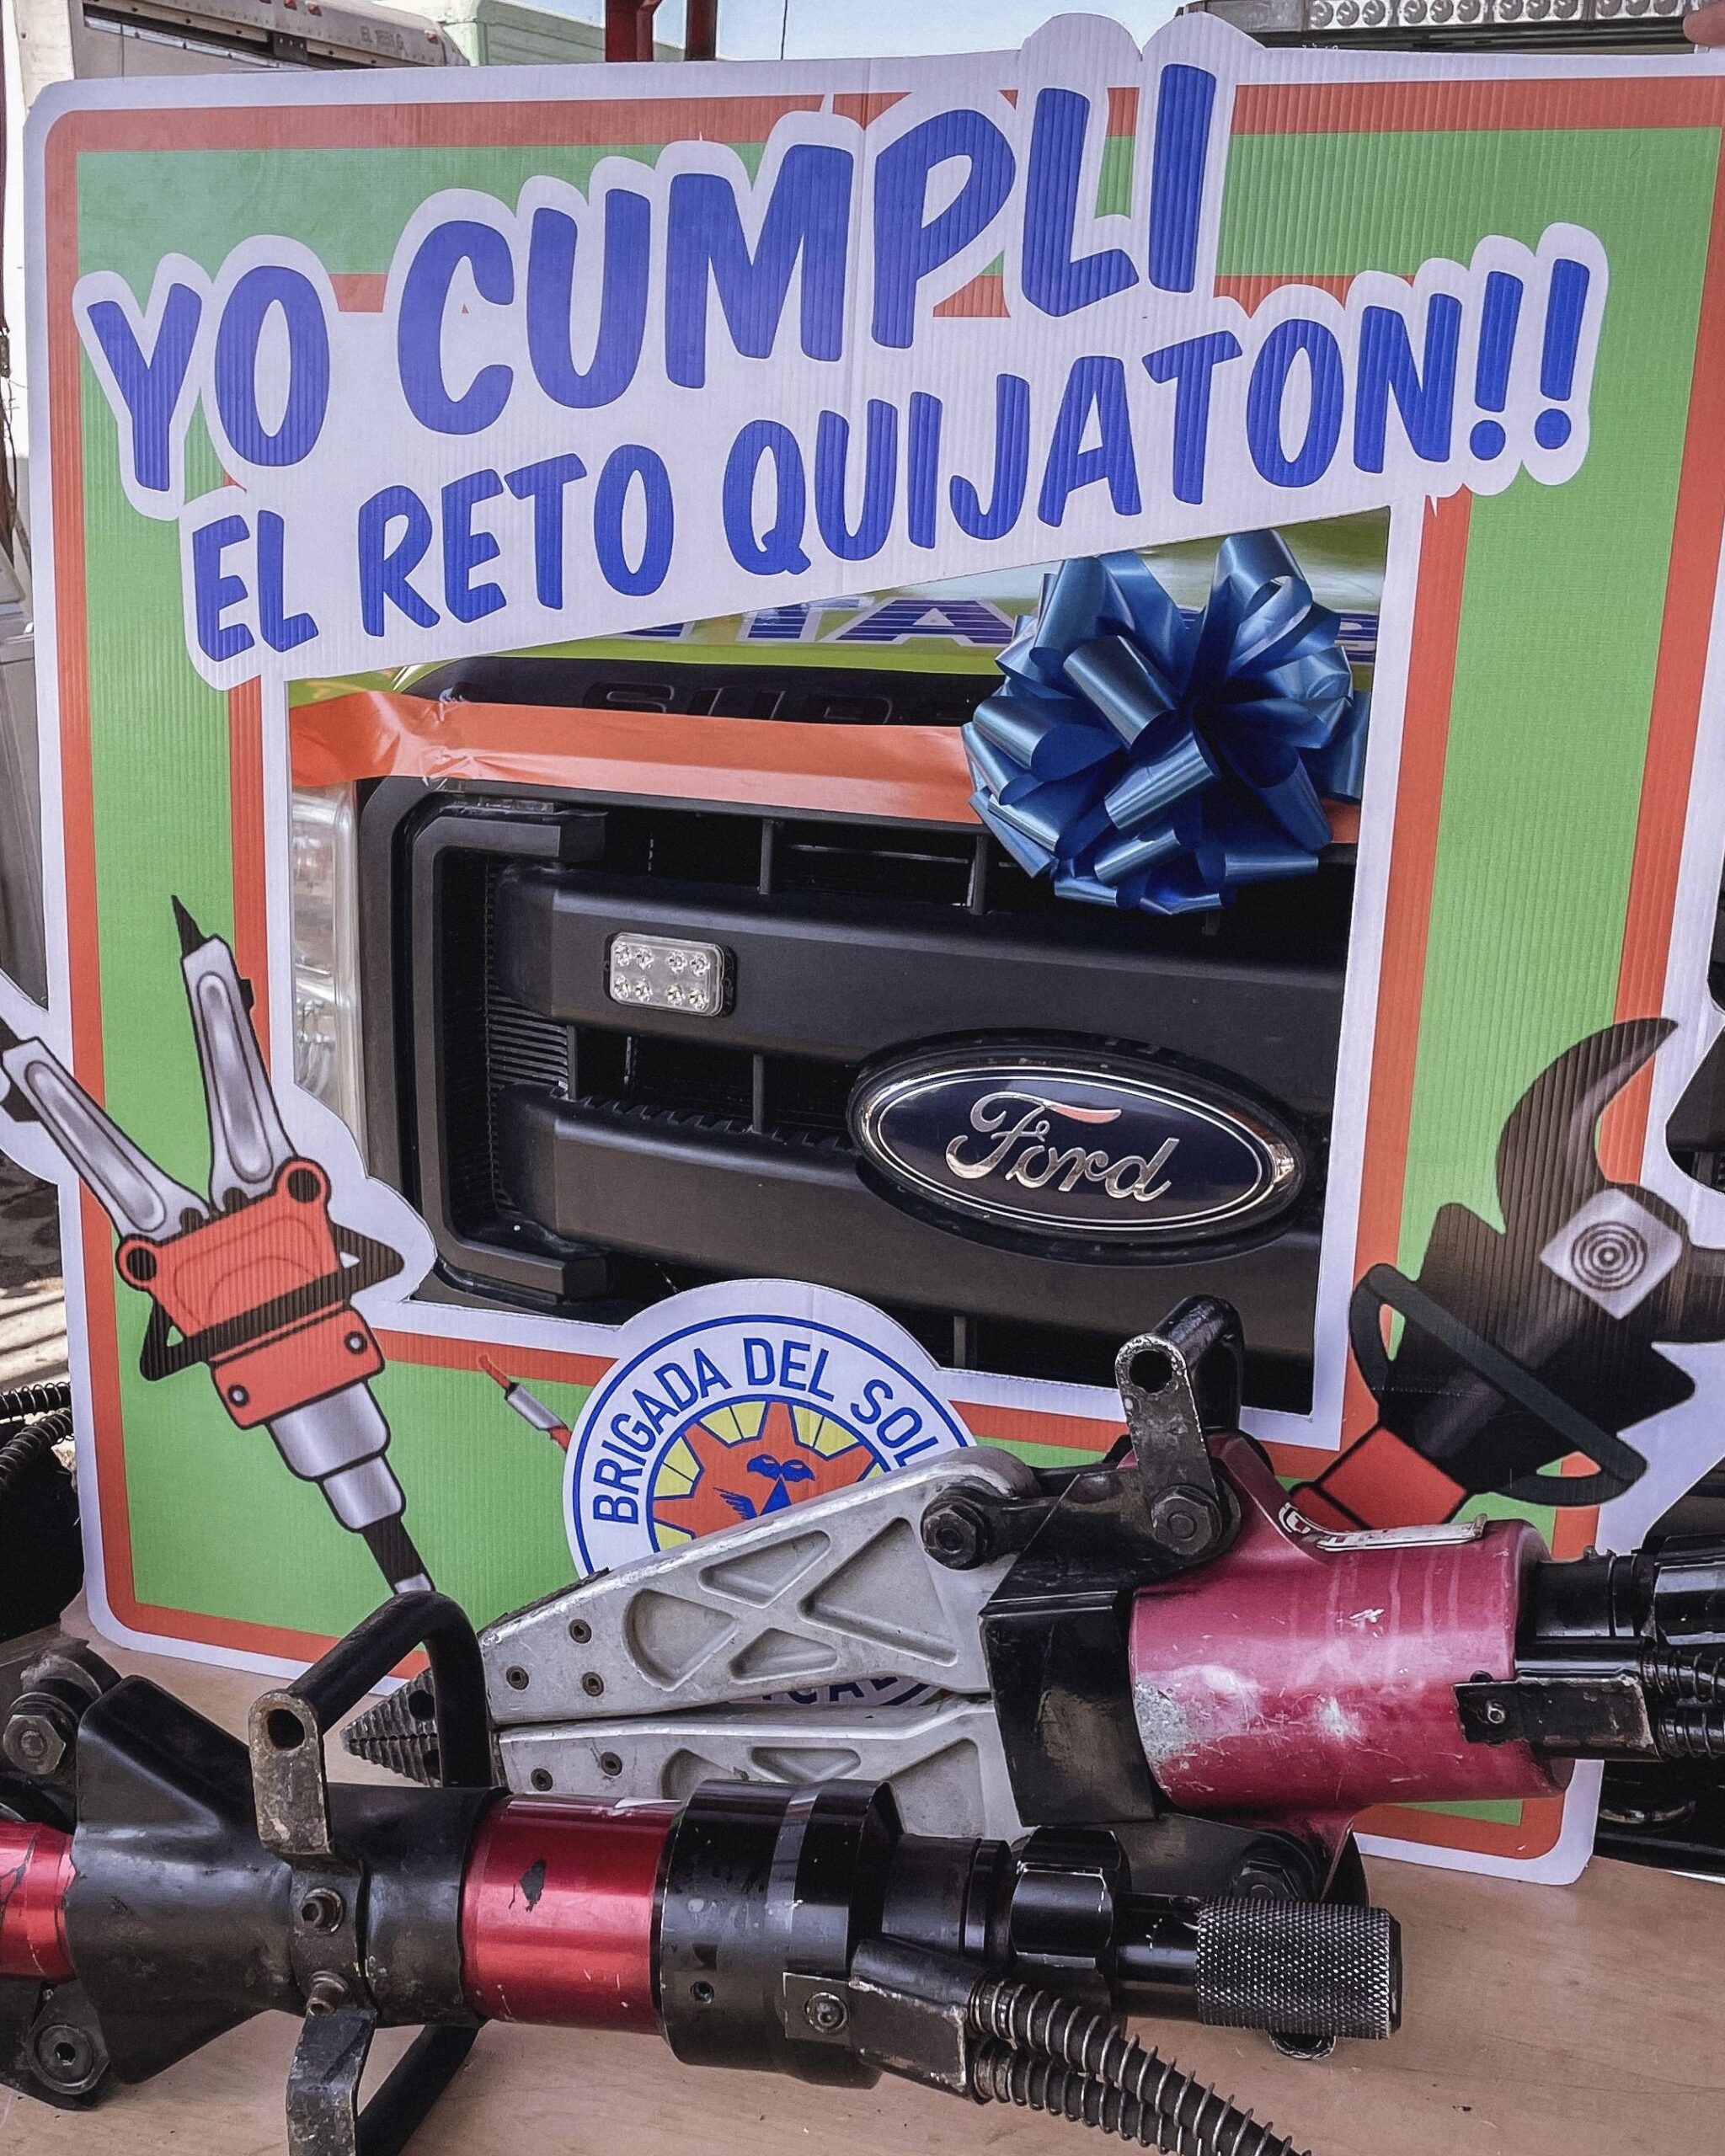 YO CUMPLI
EL RETO QUIJATON!!
Ford
BRIGADA DEL SOL